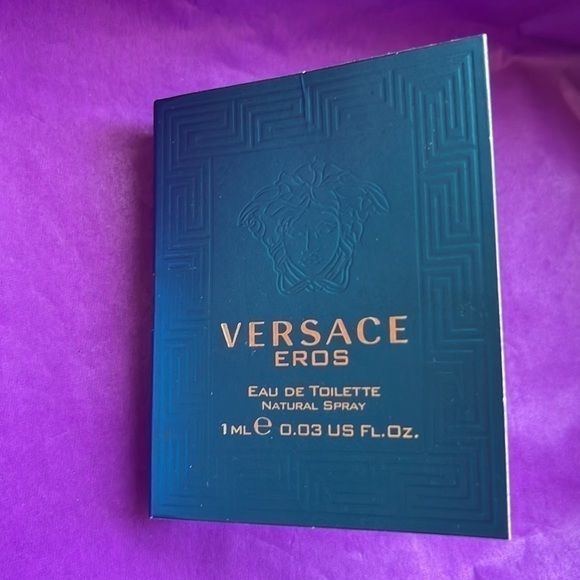 VERSACE
EROS
EAU DE TOILETTE
NATURAL SPRAY
1 ML ℮ 0.03 US FL.OZ.